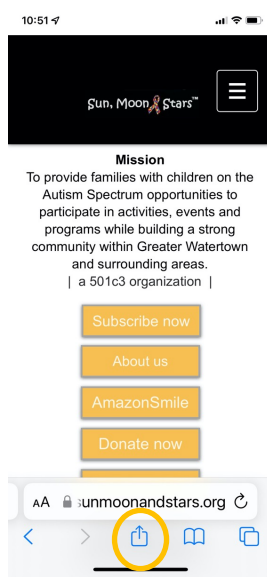 10:51
Sun, Moon & Stars™
Mission
To provide families with children on the
Autism Spectrum opportunities to
participate in activities, events and
programs while building a strong
community within Greater Watertown
and surrounding areas.
| a 501c3 organization |
Subscribe now
About us
AmazonSmile
Donate now
AA sunmoonandstars.org